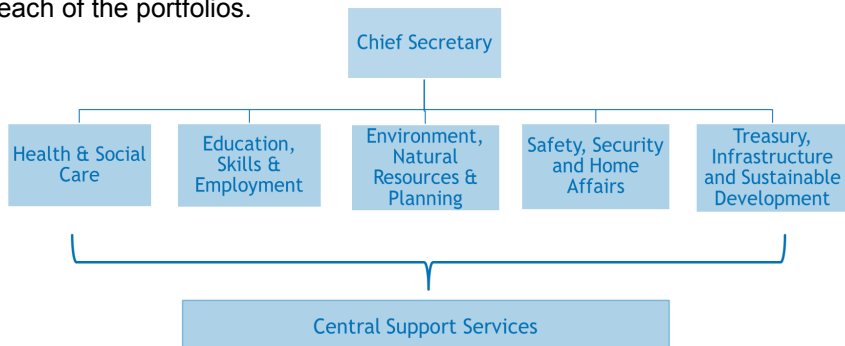 each of the portfolios.
Chief Secretary
Health & Social
Care
Education,
Skills &
Employment
Environment,
Natural
Resources &
Planning
Safety, Security
and Home
Affairs
Treasury,
Infrastructure
and Sustainable
Development
Central Support Services